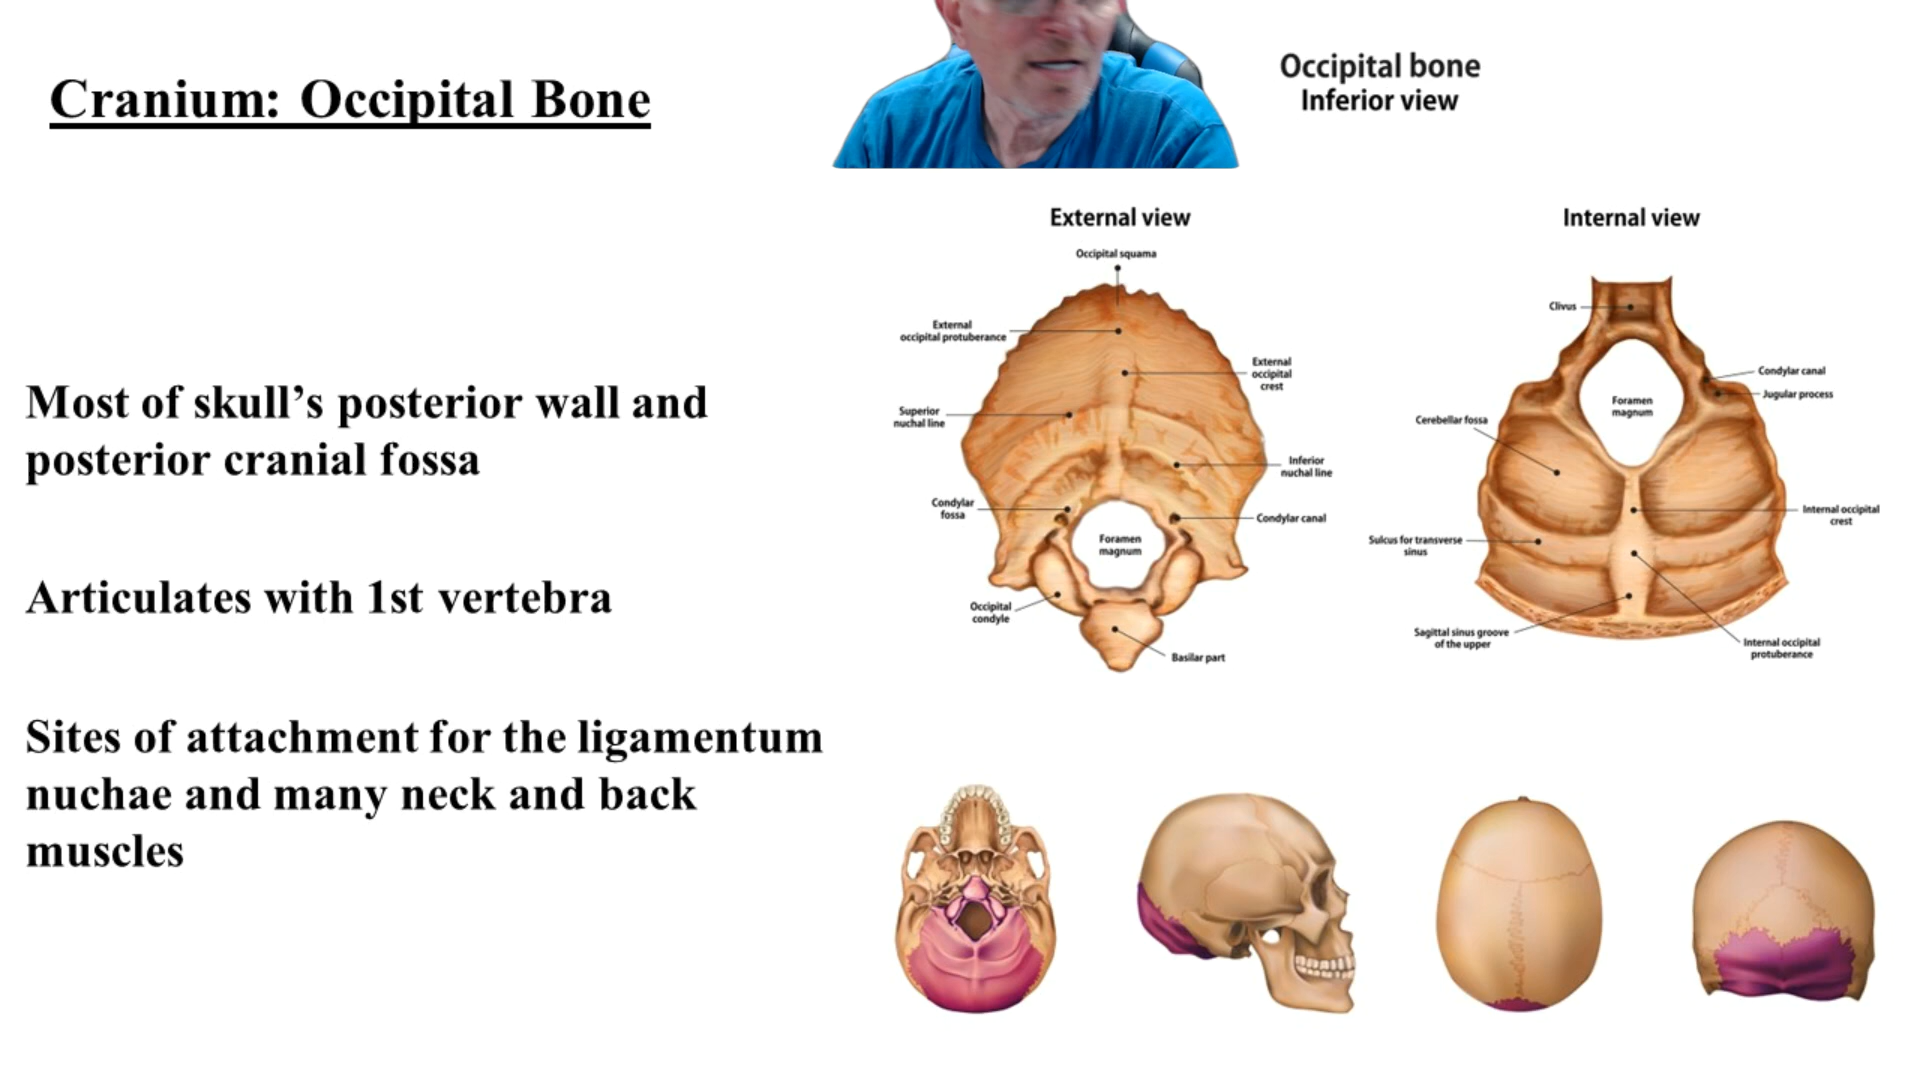 Cranium: Occipital Bone
Occipital bone
Inferior view
Most of skull’s posterior wall and
posterior cranial fossa
Articulates with 1st vertebra
Sites of attachment for the ligamentum
nuchae and many neck and back
muscles
External view
Occipital squama
External
occipital protuberance
External
occipital
crest
Superior
nuchal line
Inferior
nuchal line
Condylar
fossa
Condylar canal
Foramen
magnum
Occipital
condyle
Basilar part
Internal view
Clivus
Condylar canal
Jugular process
Foramen
magnum
Cerebellar fossa
Internal occipital
crest
Sulcus for transverse
sinus
Sagittal sinus groove
of the upper
Internal occipital
protuberance